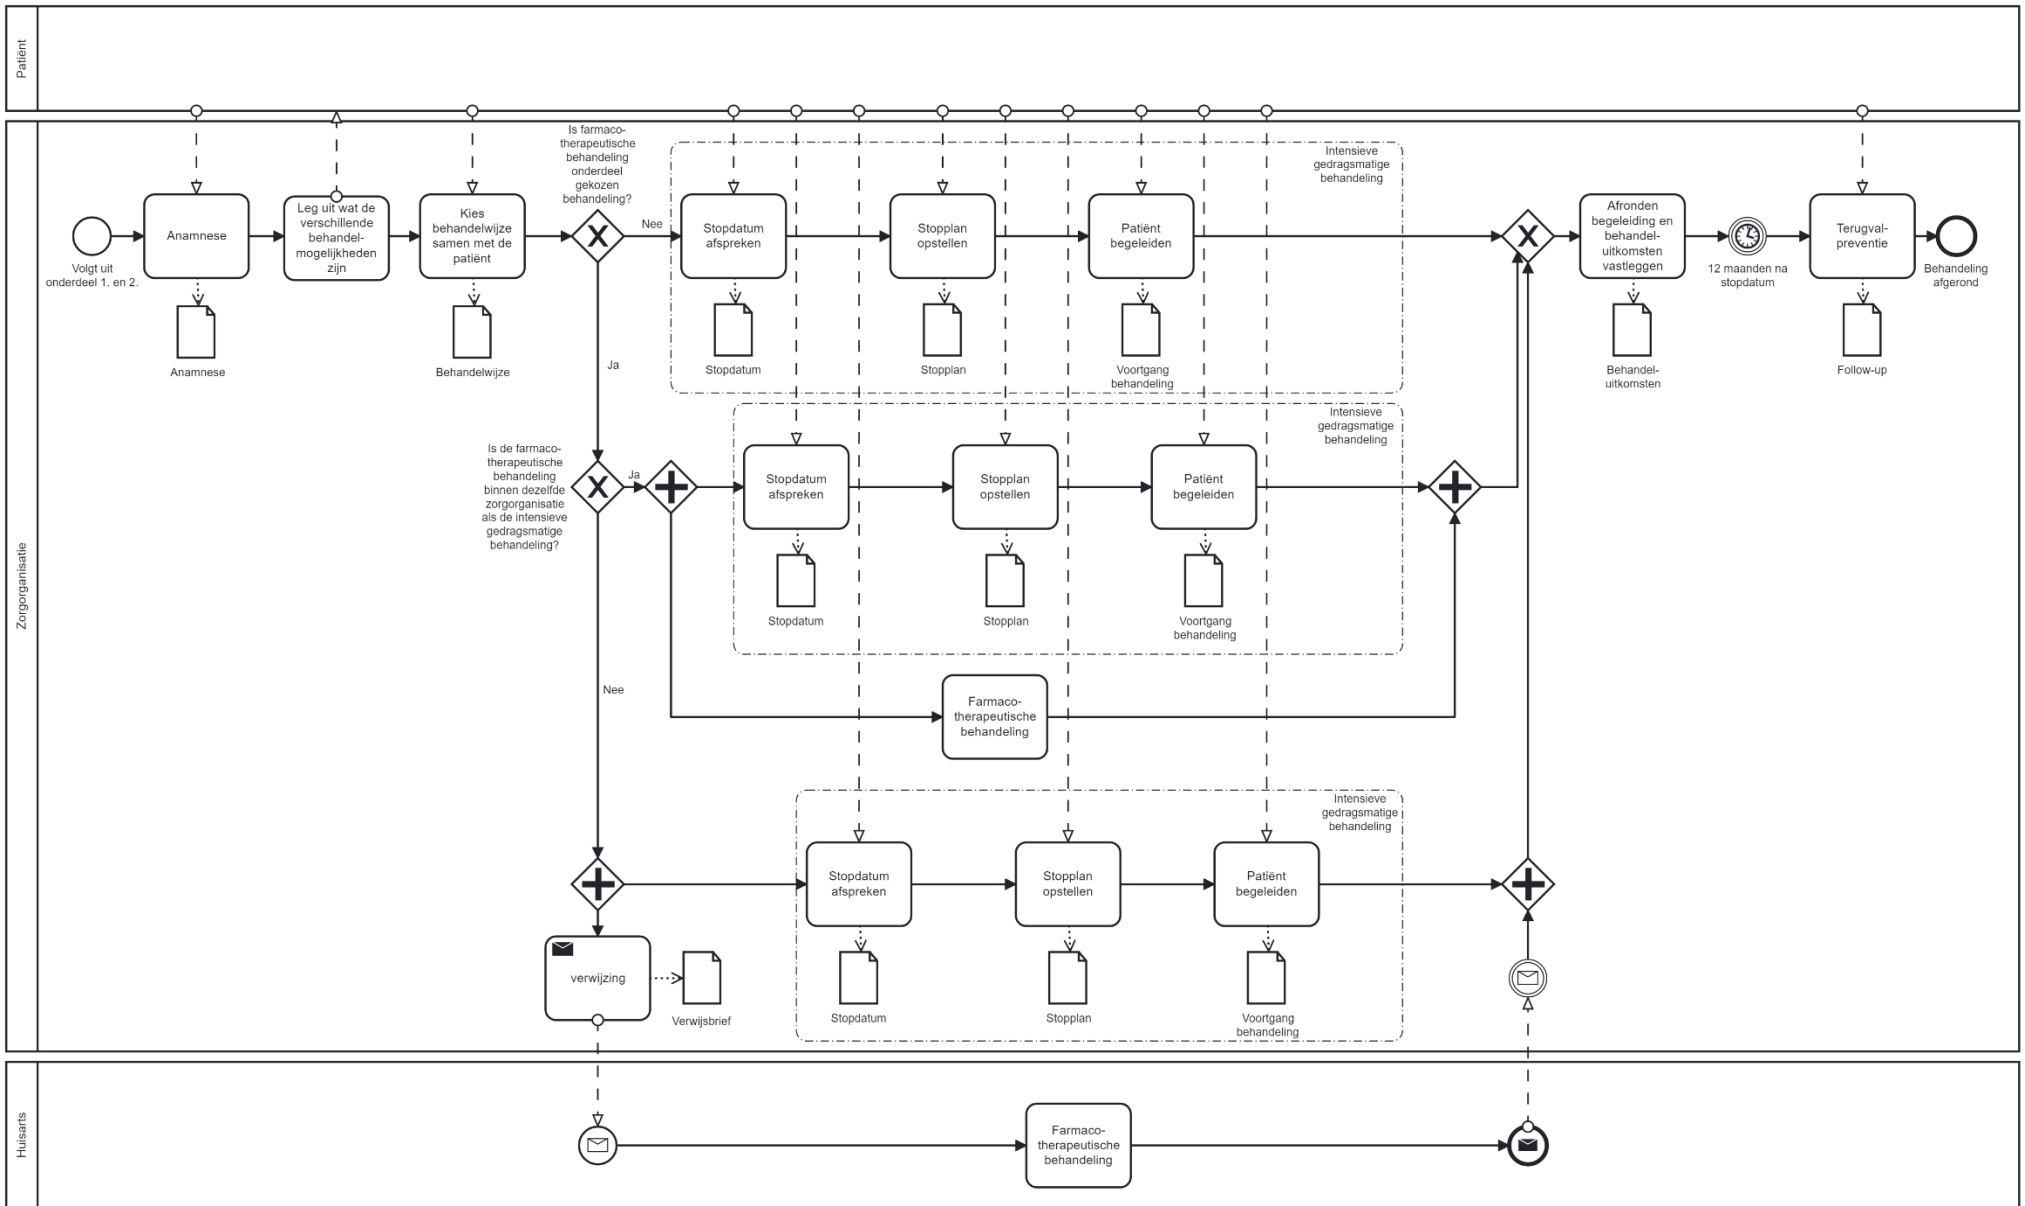 Patiënt
Zorgorganisatie
Volgt uit
onderdeel 1. en 2.
Anamnese
Anamnese
Leg uit wat de
verschillende
behandel-
mogelijkheden
zijn
Kies
behandelwijze
samen met de
patiënt
Behandelwijze
Is farmaco-
therapeutische
behandeling
onderdeel
gekozen
behandeling?
Nee
Ja
Intensieve
gedragsmatige
behandeling
Stopdatum
afspreken
Stopdatum
Stopplan
opstellen
Stopplan
Patiënt
begeleiden
Voortgang
behandeling
Afronden
begeleiding en
behandel-
uitkomsten
vastleggen
Behandel-
uitkomsten
12 maanden na
stopdatum
Terugval-
preventie
Follow-up
Behandeling
afgerond
Is de farmaco-
therapeutische
behandeling
binnen dezelfde
zorgorganisatie
als de intensieve
gedragsmatige
behandeling?
Ja
Nee
Intensieve
gedragsmatige
behandeling
Stopdatum
afspreken
Stopdatum
Stopplan
opstellen
Stopplan
Patiënt
begeleiden
Voortgang
behandeling
Farmaco-
therapeutische
behandeling
Intensieve
gedragsmatige
behandeling
Stopdatum
afspreken
Stopdatum
Stopplan
opstellen
Stopplan
Patiënt
begeleiden
Voortgang
behandeling
verwijzing
Verwijsbrief
Huisarts
Farmaco-
therapeutische
behandeling